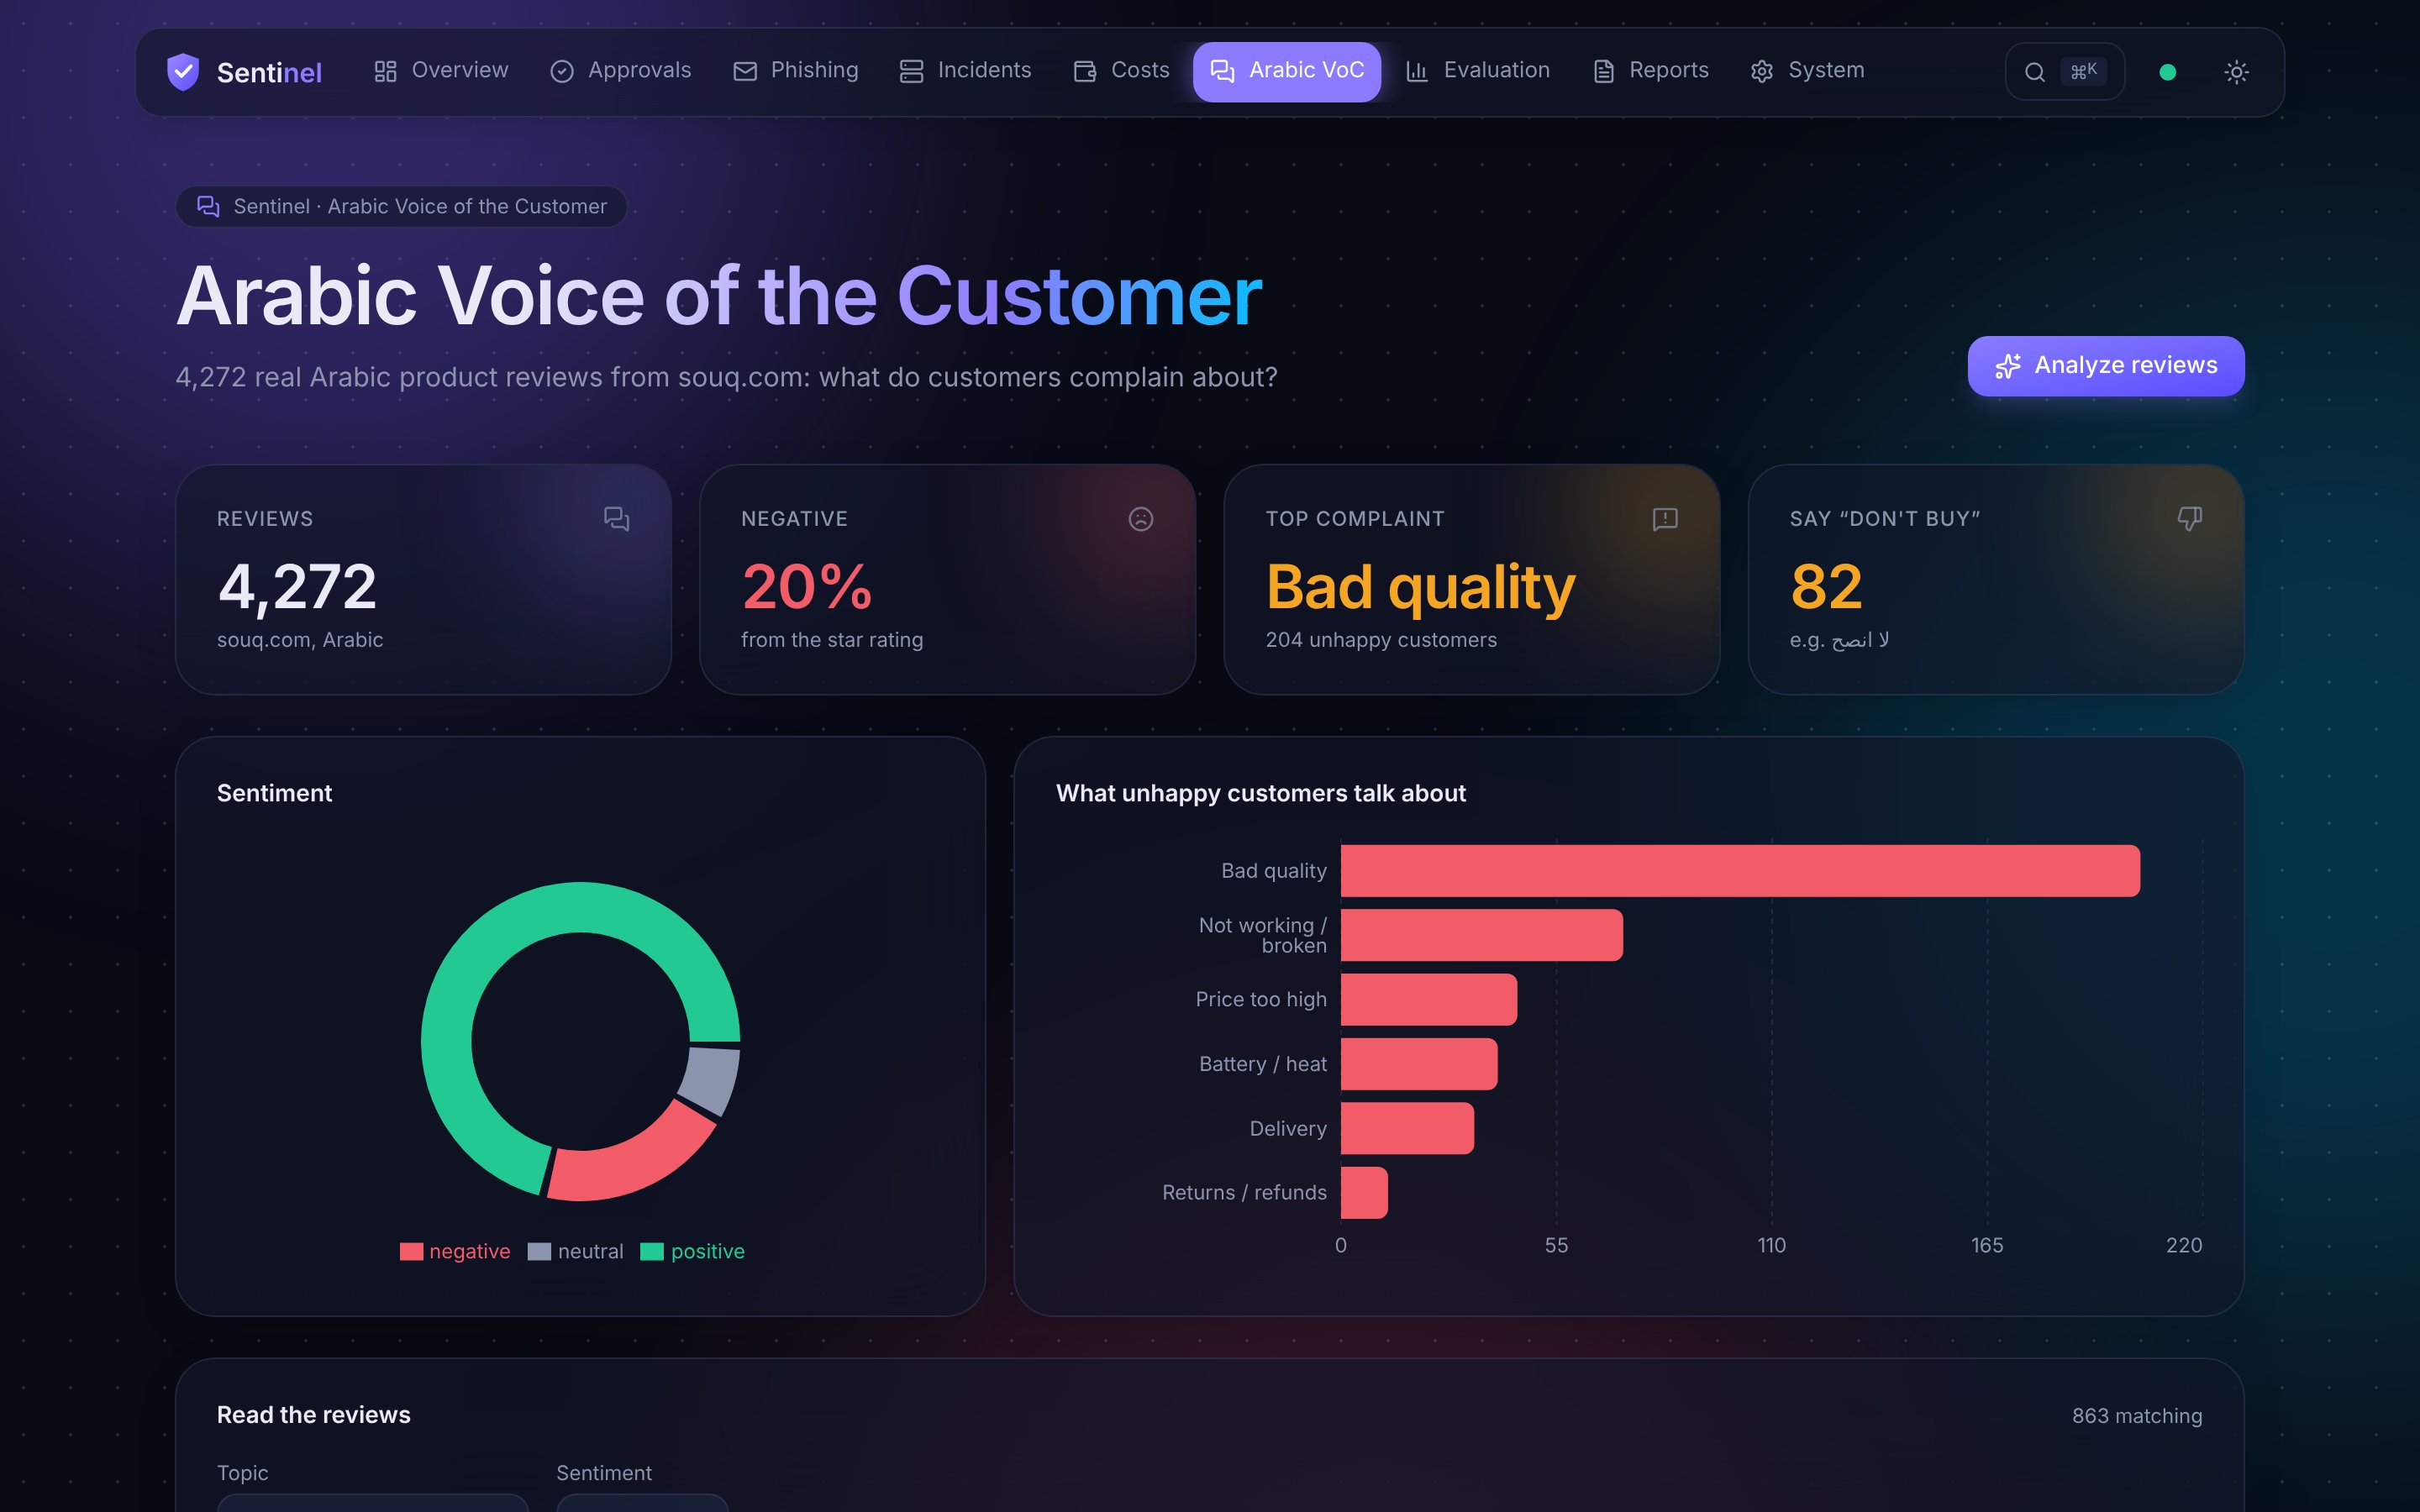 Sentinel Overview Approvals Phishing Incidents Costs Arabic VoC Evaluation Reports System ⌘K
Sentinel · Arabic Voice of the Customer
Arabic Voice of the Customer
4,272 real Arabic product reviews from souq.com: what do customers complain about?
Analyze reviews
REVIEWS
4,272
souq.com, Arabic
NEGATIVE
20%
from the star rating
TOP COMPLAINT
Bad quality
204 unhappy customers
SAY “DON'T BUY”
82
e.g. لا انصح
Sentiment
negative neutral positive
What unhappy customers talk about
Bad quality
Not working /
broken
Price too high
Battery / heat
Delivery
Returns / refunds
0 55 110 165 220
Read the reviews
863 matching
Topic Sentiment